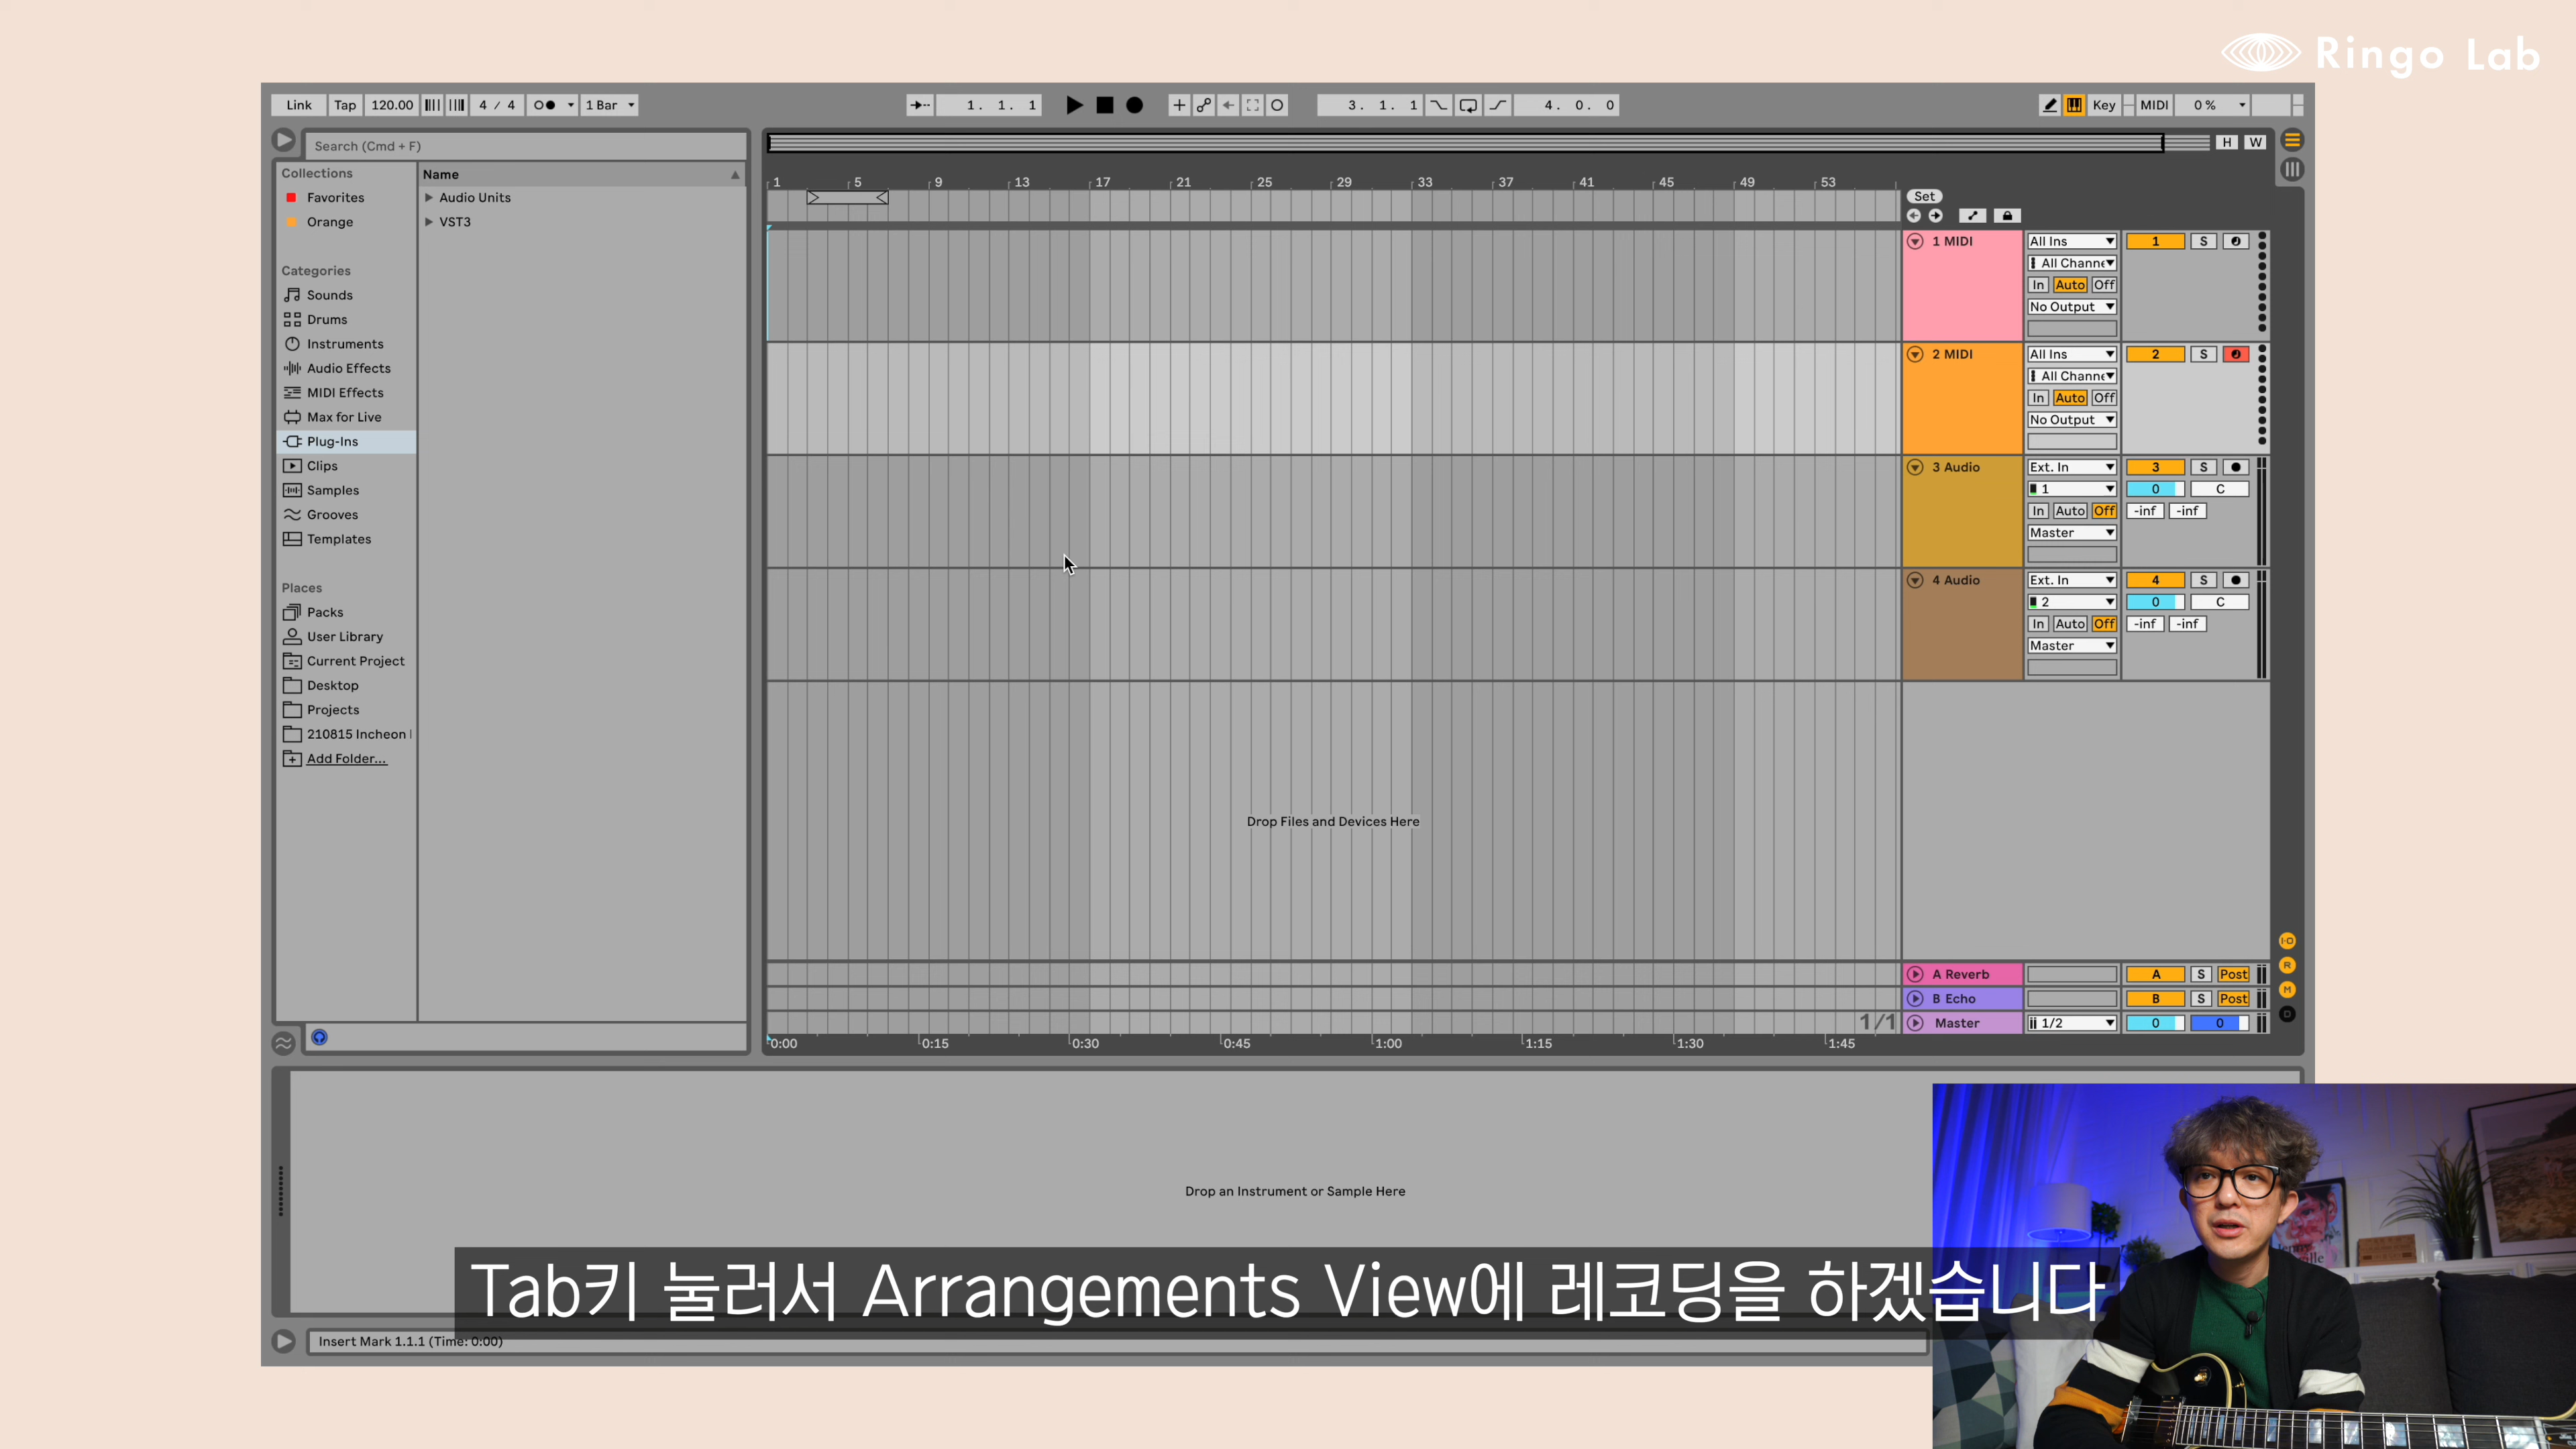 Ringo Lab
Link Tap 120.00 4 / 4 1 Bar 1. 1. 1 3. 1. 1 4. 0. 0 Key MIDI 0 %
Search (Cmd + F)
H W
Collections
Favorites
Orange
Categories
Sounds
Drums
Instruments
Audio Effects
MIDI Effects
Max for Live
Plug-Ins
Clips
Samples
Grooves
Templates
Places
Packs
User Library
Current Project
Desktop
Projects
210815 Incheon
Add Folder...
Name
Audio Units
VST3
1 5 9 13 17 21 25 29 33 37 41 45 49 53
Set
1 MIDI All Ins 1 S
All Channe
In Auto Off
No Output
2 MIDI All Ins 2 S
All Channe
In Auto Off
No Output
3 Audio Ext. In 3 S
1 0 C
In Auto Off -inf -inf
Master
4 Audio Ext. In 4 S
2 0 C
In Auto Off -inf -inf
Master
Drop Files and Devices Here
A Reverb A S Post
B Echo B S Post
1/1 Master 1/2 0 0
I·O
R
M
D
0:00 0:15 0:30 0:45 1:00 1:15 1:30 1:45
Drop an Instrument or Sample Here
Tab키 눌러서 Arrangements View에 레코딩을 하겠습니다
Insert Mark 1.1.1 (Time: 0:00)